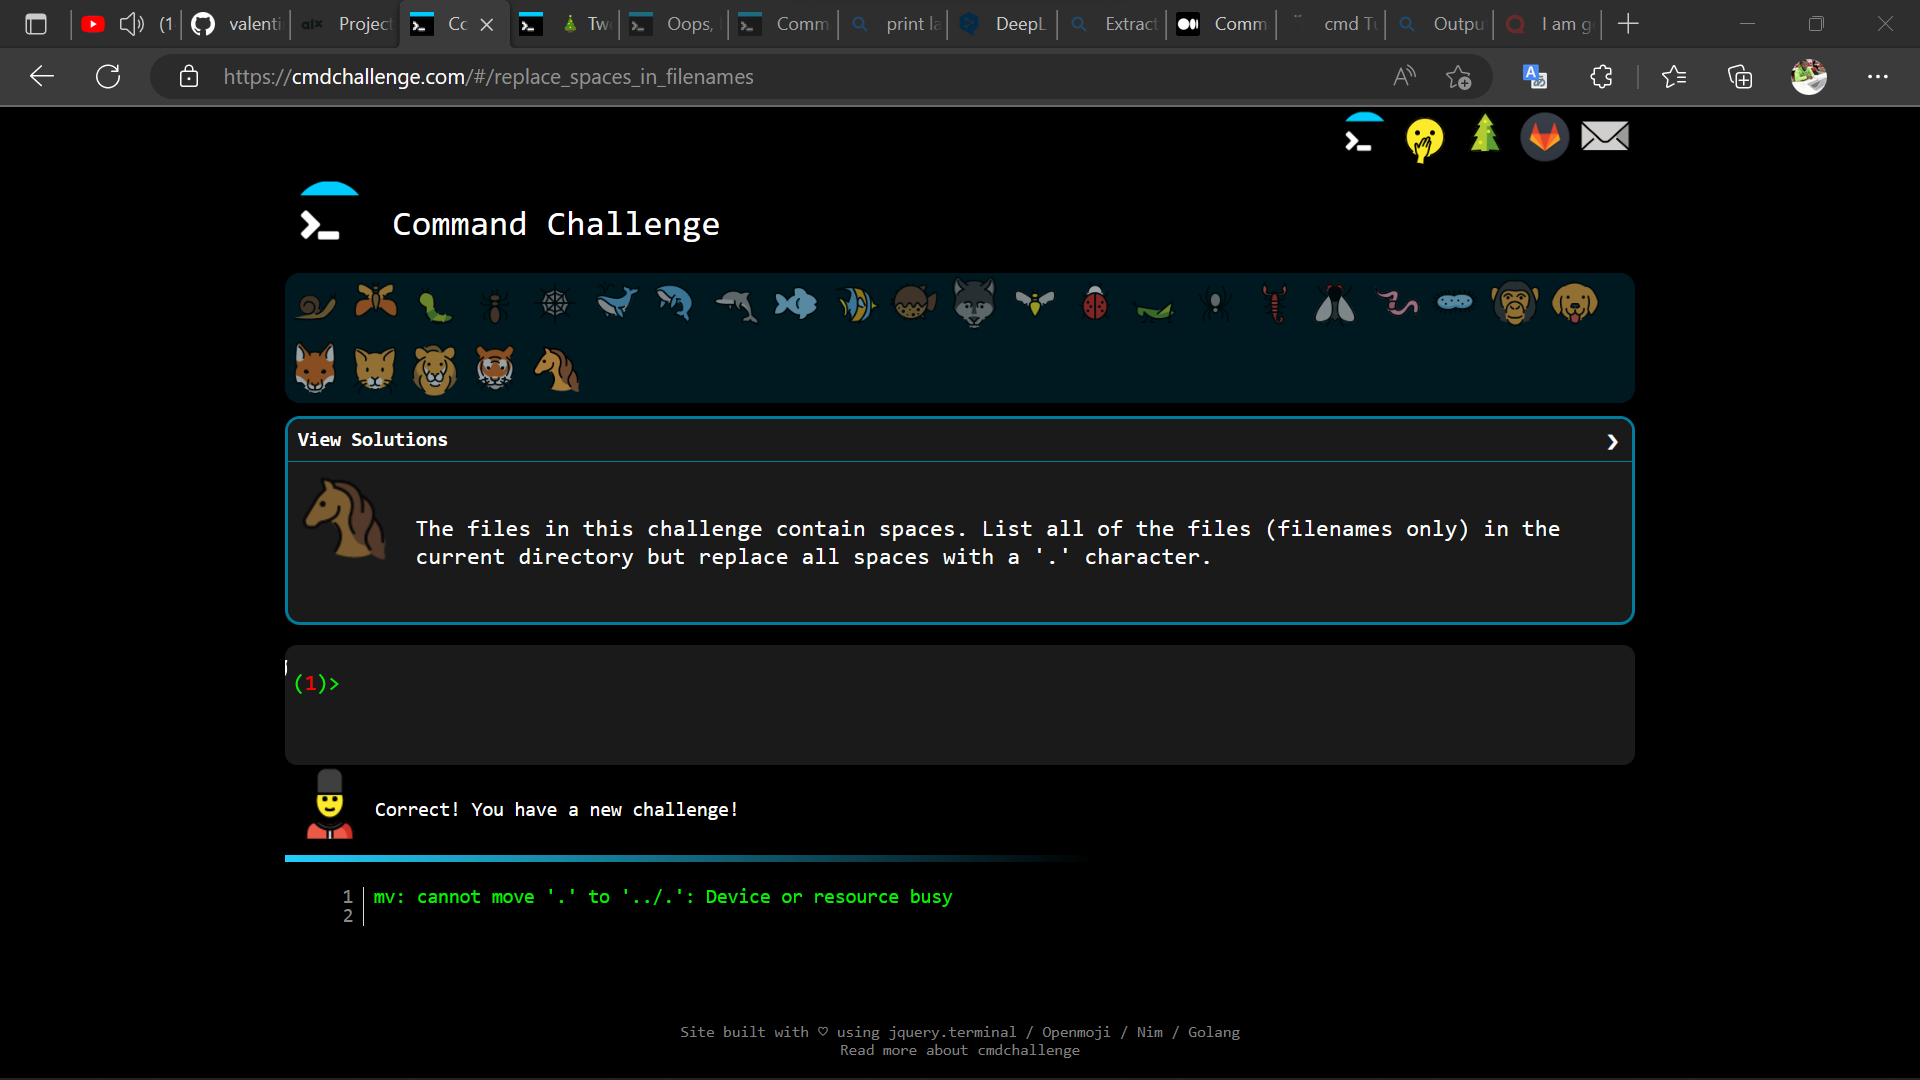 (1
valenti
Project
Co
Twe
Oops,
Comm
print la
DeepL
Extract
Comm
cmd Tu
Outpu
I am g
https://cmdchallenge.com/#/replace_spaces_in_filenames
Command Challenge
View Solutions
The files in this challenge contain spaces. List all of the files (filenames only) in the
current directory but replace all spaces with a '.' character.
(1)>
Correct! You have a new challenge!
1 mv: cannot move '.' to '../.': Device or resource busy
2
Site built with ♡ using jquery.terminal / Openmoji / Nim / Golang
Read more about cmdchallenge